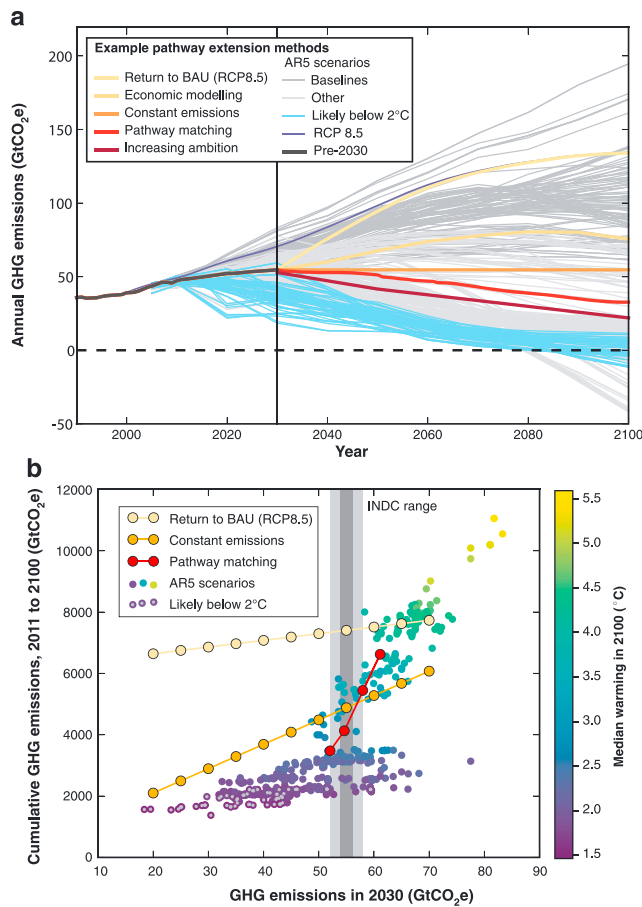 a
Annual GHG emissions (GtCO2e)
200
150
100
50
0
-50
Example pathway extension methods
Return to BAU (RCP8.5)
Economic modelling
Constant emissions
Pathway matching
Increasing ambition
AR5 scenarios
Baselines
Other
Likely below 2°C
RCP 8.5
Pre-2030
2000
2020
2040
2060
2080
2100
Year
b
Cumulative GHG emissions, 2011 to 2100 (GtCO2e)
12000
10000
8000
6000
4000
2000
0
Return to BAU (RCP8.5)
Constant emissions
Pathway matching
AR5 scenarios
Likely below 2°C
INDC range
10
20
30
40
50
60
70
80
90
GHG emissions in 2030 (GtCO2e)
5.5
5.0
4.5
4.0
3.5
3.0
2.5
2.0
1.5
Median warming in 2100 (°C)